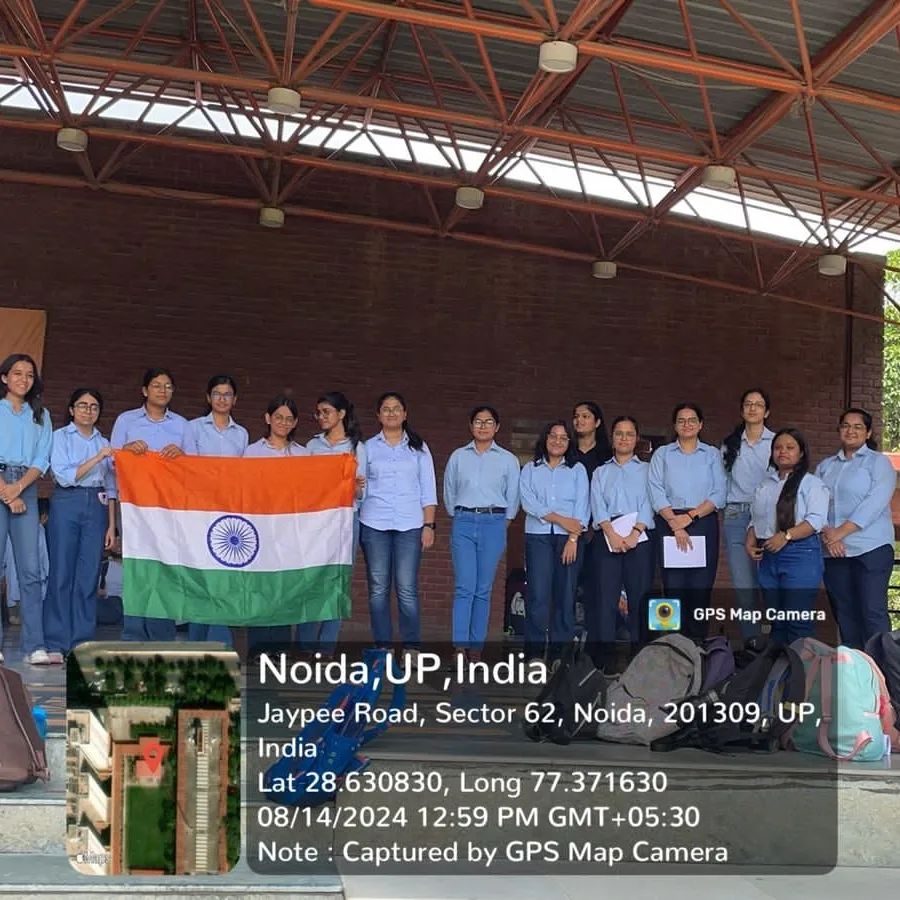 GPS Map Camera
Noida,UP,India
Jaypee Road, Sector 62, Noida, 201309, UP,
India
Lat 28.630830, Long 77.371630
08/14/2024 12:59 PM GMT+05:30
Note : Captured by GPS Map Camera